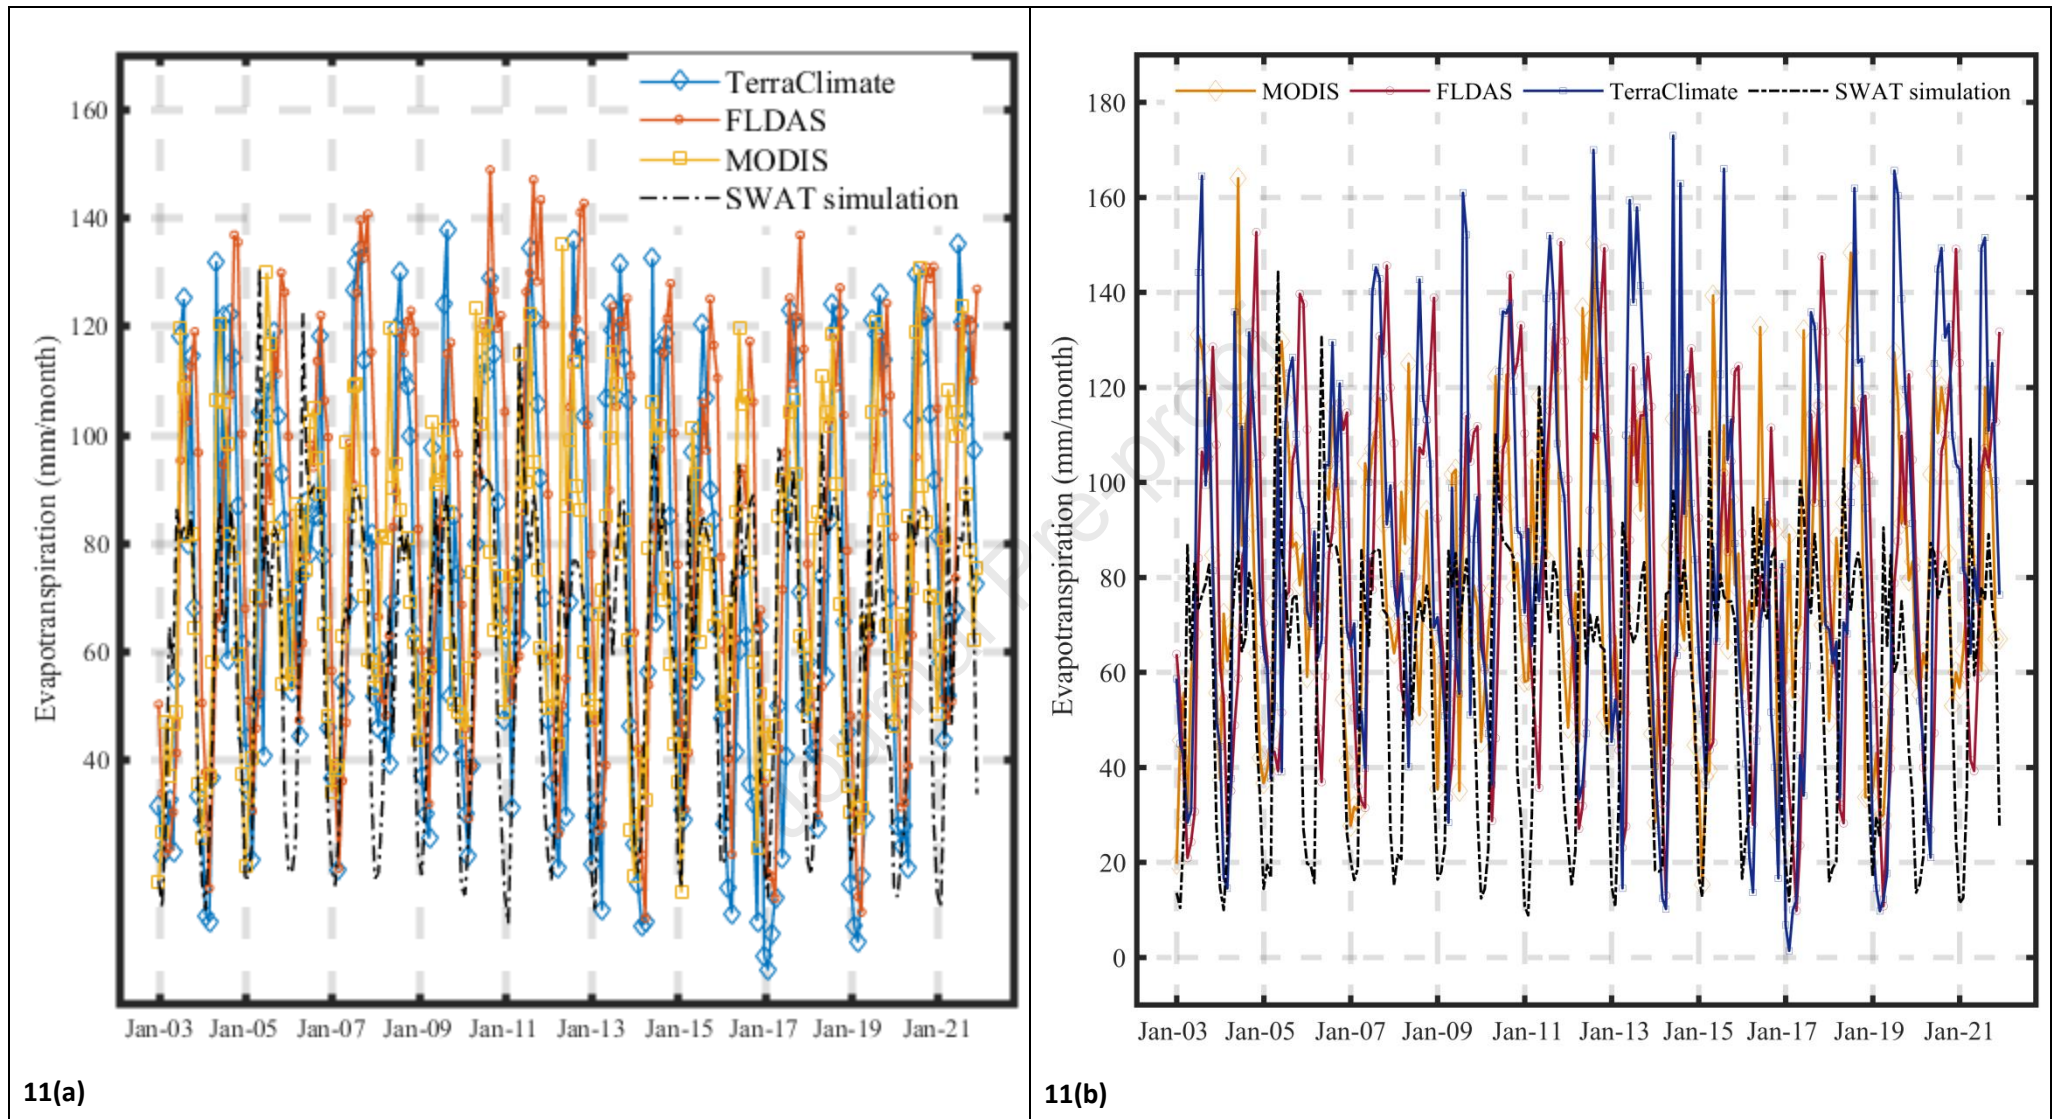 TerraClimate
FLDAS
MODIS
SWAT simulation
160
140
120
100
80
60
40
Evapotranspiration (mm/month)
Jan-03 Jan-05 Jan-07 Jan-09 Jan-11 Jan-13 Jan-15 Jan-17 Jan-19 Jan-21
11(a)
MODIS FLDAS TerraClimate SWAT simulation
180
160
140
120
100
80
60
40
20
0
Evapotranspiration (mm/month)
Jan-03 Jan-05 Jan-07 Jan-09 Jan-11 Jan-13 Jan-15 Jan-17 Jan-19 Jan-21
11(b)
Journal Pre-proof